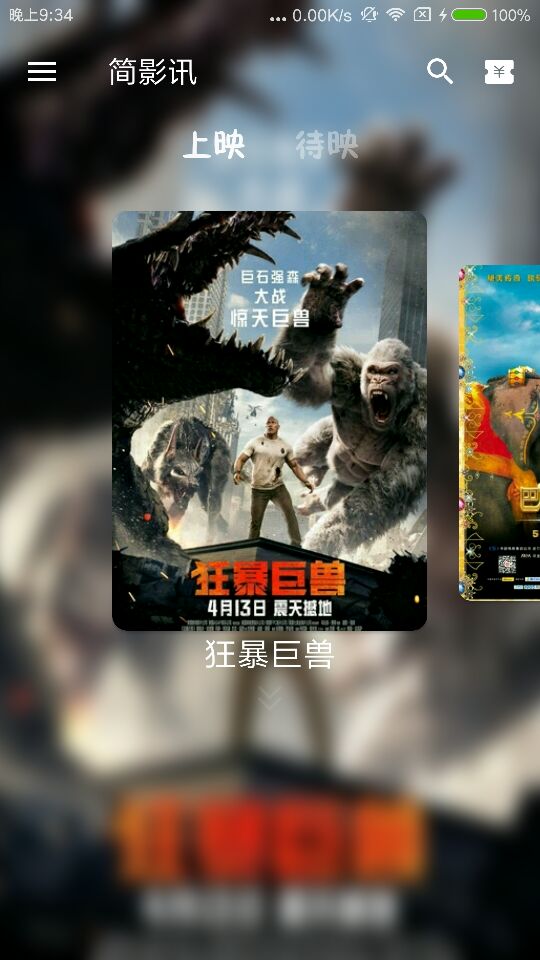 晚上9:34
0.00K/s
100%
简影讯
¥
上映 待映
巨石强森
大战
惊天巨兽
狂暴巨兽
4月13日 震天撼地
狂暴巨兽